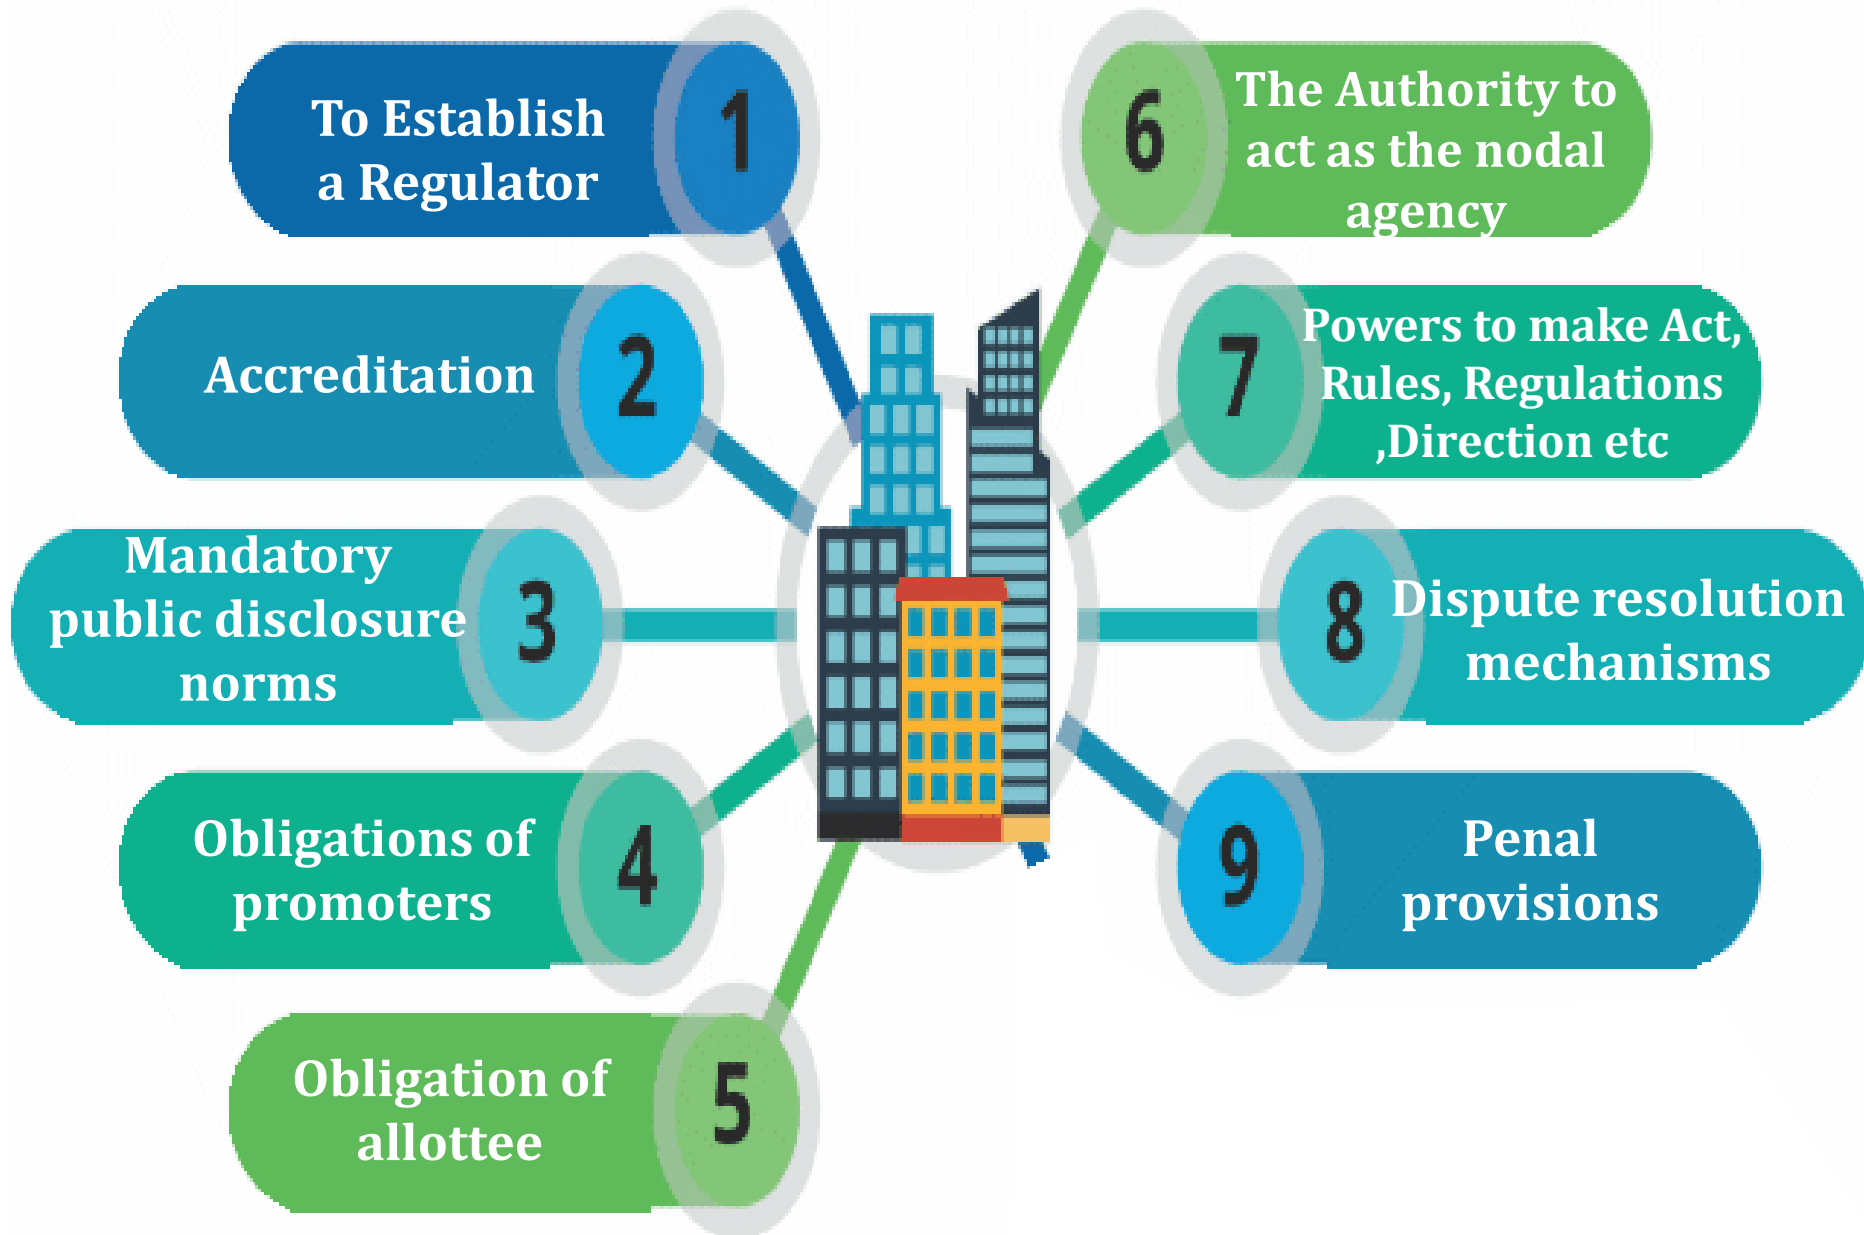 1
To Establish
a Regulator
2
Accreditation
3
Mandatory
public disclosure
norms
4
Obligations of
promoters
5
Obligation of
allottee
6
The Authority to
act as the nodal
agency
7
Powers to make Act,
Rules, Regulations
,Direction etc
8
Dispute resolution
mechanisms
9
Penal
provisions